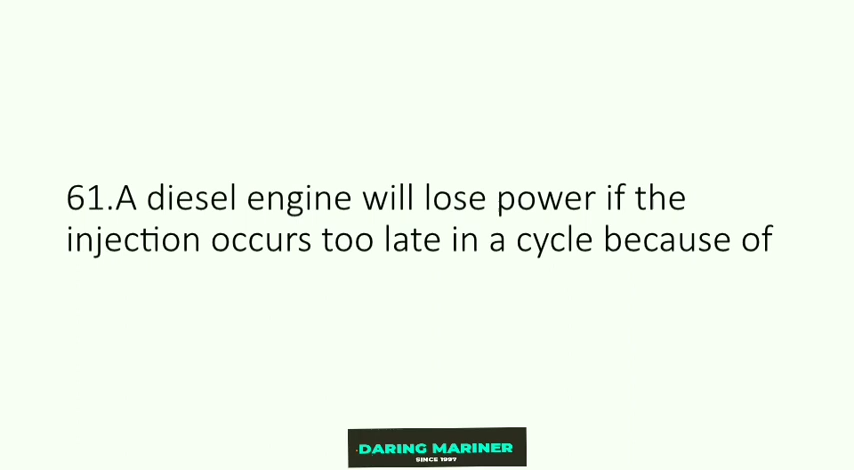 61.A diesel engine will lose power if the
injection occurs too late in a cycle because of
DARING MARINER
SINCE 1997